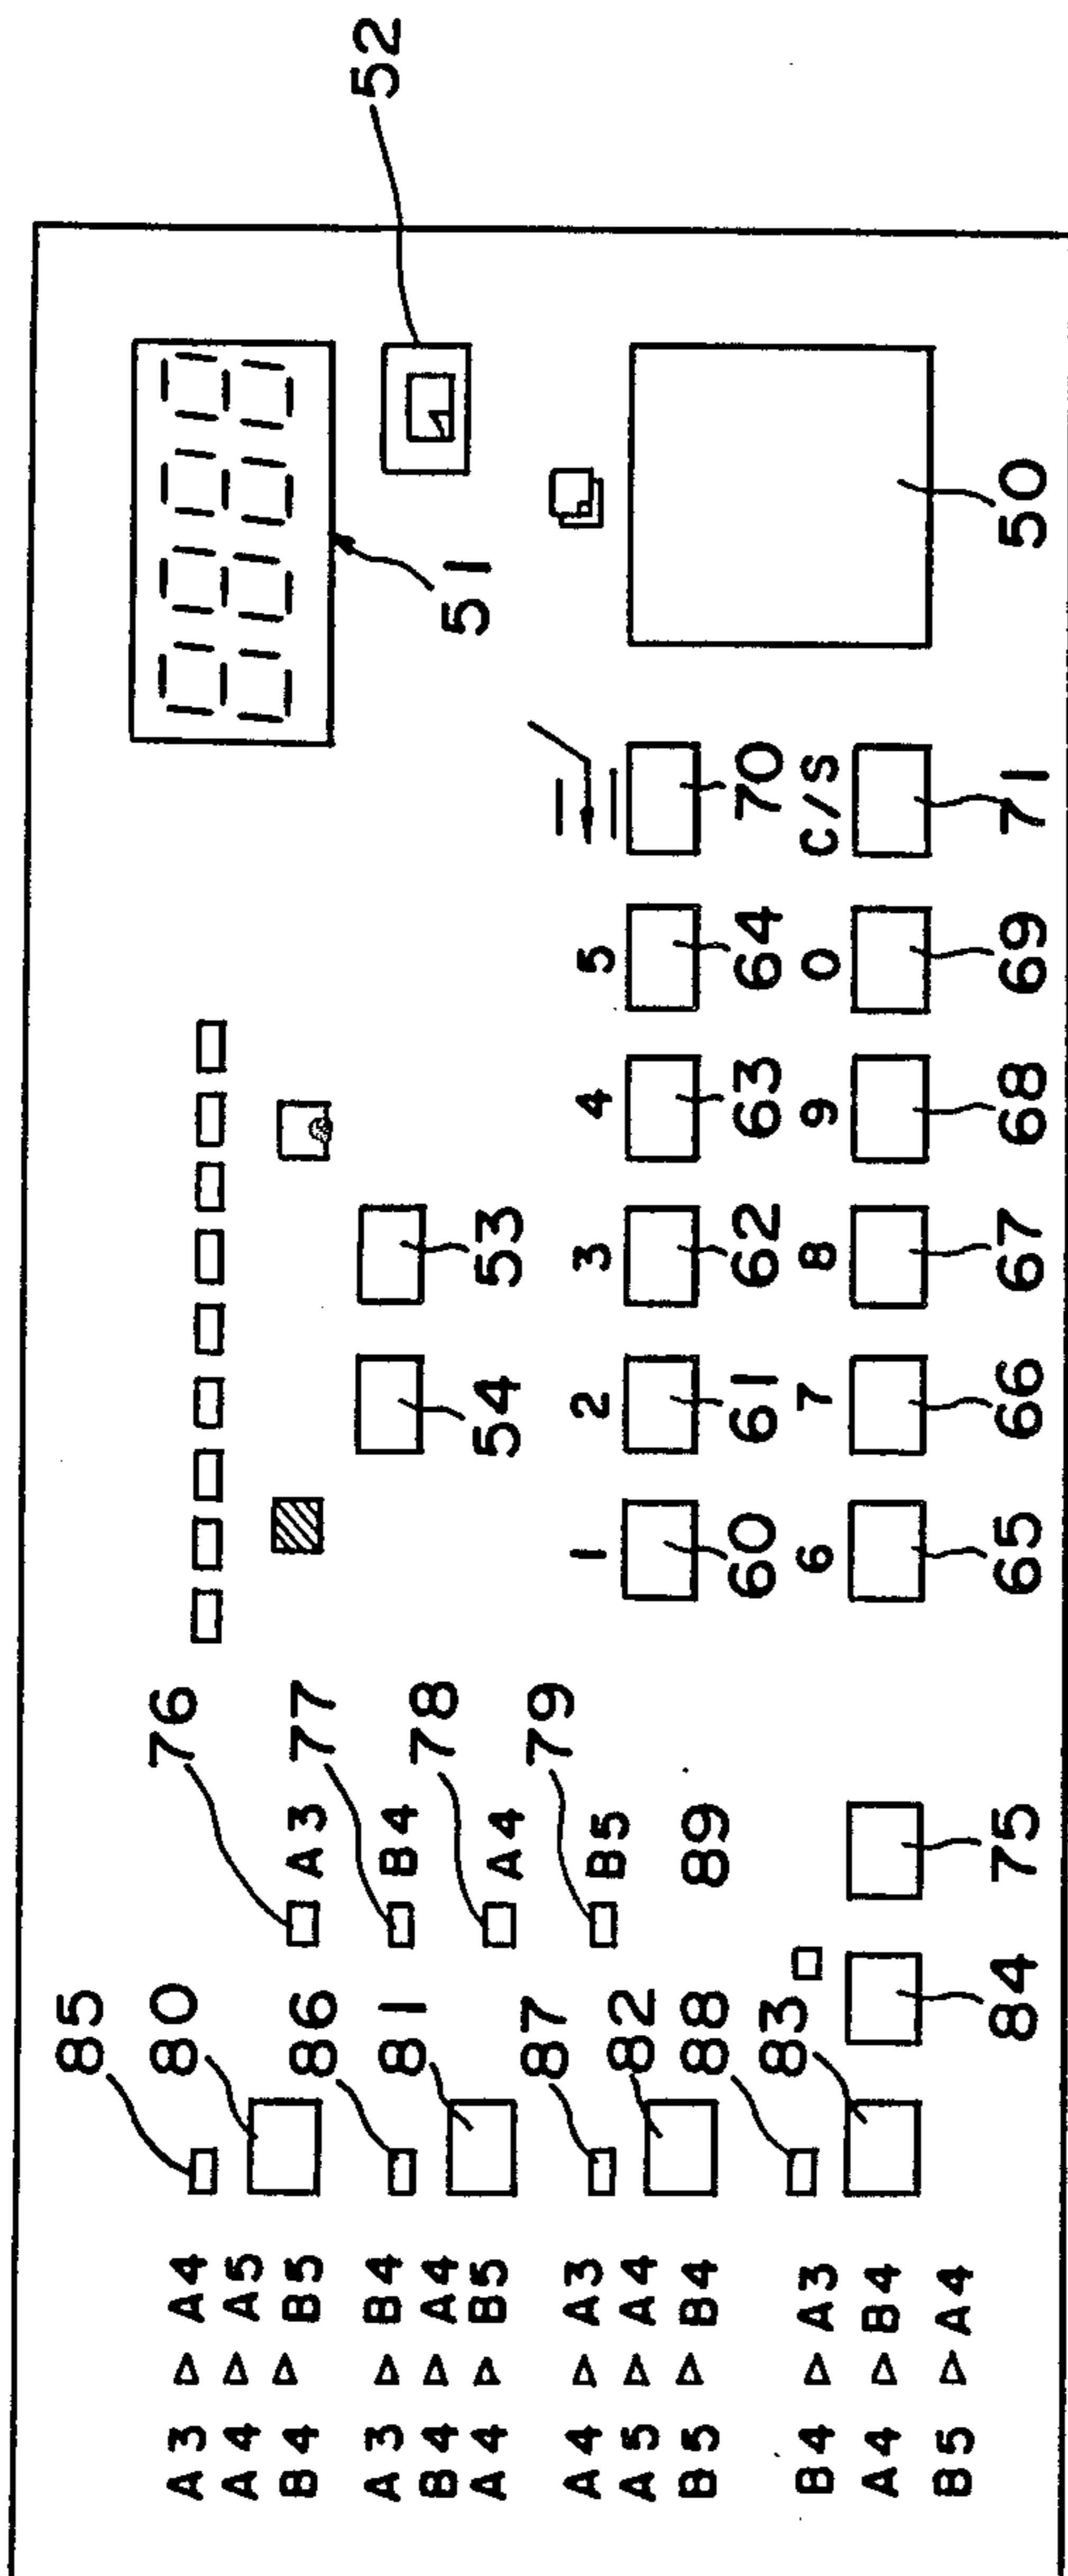 85
A3 ▷ A4 80 76
A4 ▷ A5
B4 ▷ B5 86 A3 77
52
A3 ▷ B4 81 B4 78
B4 ▷ A4
A4 ▷ B5 A4 54 53 51
87 79
A4 ▷ A3 B5 1 2 3 4 5
A5 ▷ A4 82
B5 ▷ B4 88 89
83 60 61 62 63 64 70
B4 ▷ A3 6 7 8 9 0 C/S
A4 ▷ B4
B5 ▷ A4
84 75 65 66 67 68 69 71 50